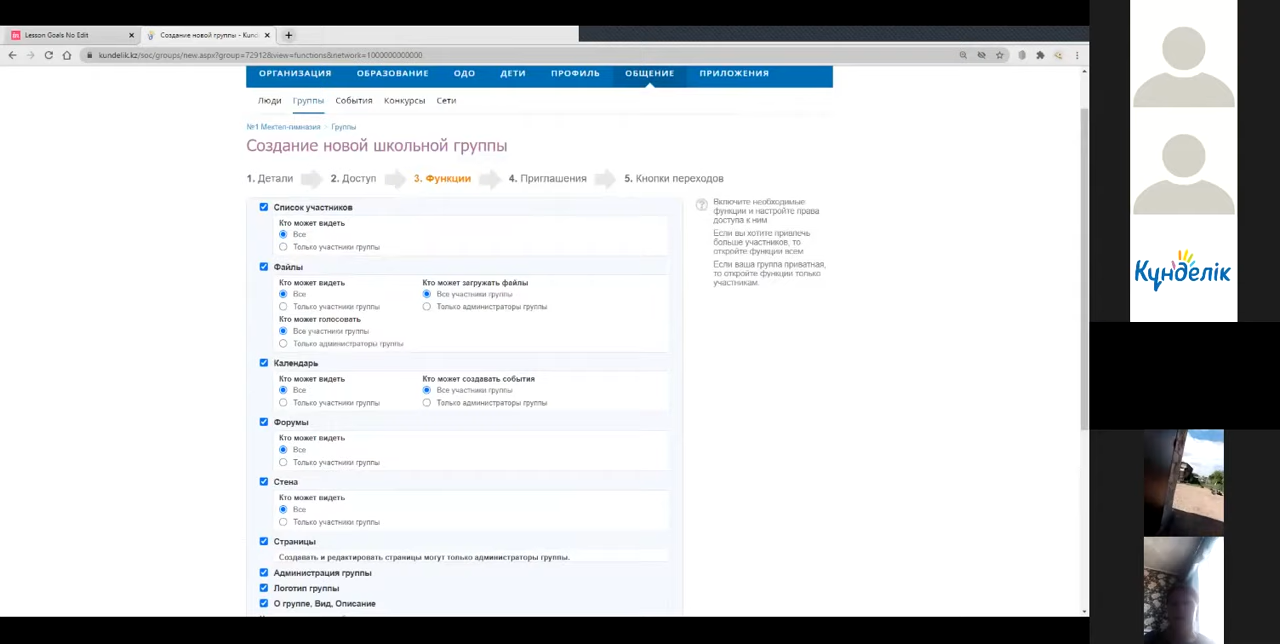 Lesson Goals No Edit
Создание новой группы - Кун
kundelik.kz/soc/groups/new.aspx?group=72912&view=functions&network=1000000000000
ОРГАНИЗАЦИЯ ОБРАЗОВАНИЕ ОДО ДЕТИ ПРОФИЛЬ ОБЩЕНИЕ ПРИЛОЖЕНИЯ
Люди Группы События Конкурсы Сети
№1 Мектеп-гимназия > Группы
Создание новой школьной группы
1. Детали 2. Доступ 3. Функции 4. Приглашения 5. Кнопки переходов
Список участников
Кто может видеть
Все
Только участники группы
Файлы
Кто может видеть Кто может загружать файлы
Все Все участники группы
Только участники группы Только администраторы группы
Кто может голосовать
Все участники группы
Только администраторы группы
Календарь
Кто может видеть Кто может создавать события
Все Все участники группы
Только участники группы Только администраторы группы
Форумы
Кто может видеть
Все
Только участники группы
Стена
Кто может видеть
Все
Только участники группы
Страницы
Создавать и редактировать страницы могут только администраторы группы.
Администрация группы
Логотип группы
О группе, Вид, Описание
Включите необходимые
функции и настройте права
доступа к ним
Если вы хотите привлечь
больше участников, то
откройте функции всем
Если ваша группа приватная,
то откройте функции только
участникам.
Күнделік